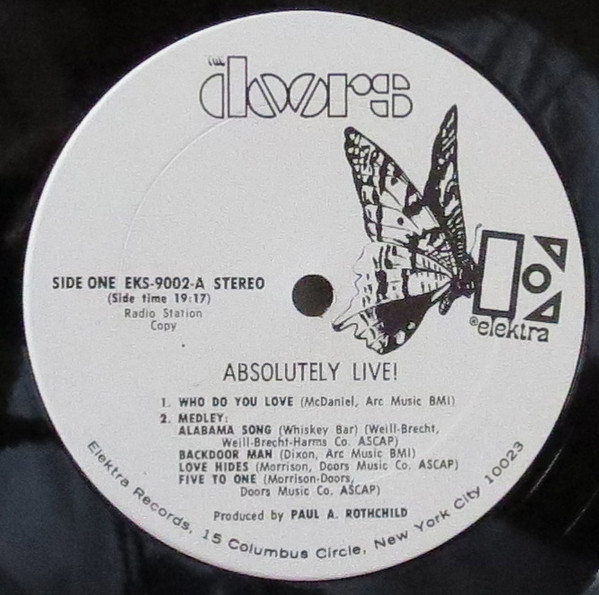 THE
doors
SIDE ONE EKS-9002-A STEREO
(Side time 19:17)
Radio Station
Copy
®elektra
ABSOLUTELY LIVE!
1. WHO DO YOU LOVE (McDaniel, Arc Music BMI)
2. MEDLEY:
ALABAMA SONG (Whiskey Bar) (Weill-Brecht,
Weill-Brecht-Harms Co. ASCAP)
BACKDOOR MAN (Dixon, Arc Music BMI)
LOVE HIDES (Morrison, Doors Music Co. ASCAP)
FIVE TO ONE (Morrison-Doors,
Doors Music Co. ASCAP)
Produced by PAUL A. ROTHCHILD
Elektra Records, 15 Columbus Circle, New York City 10023